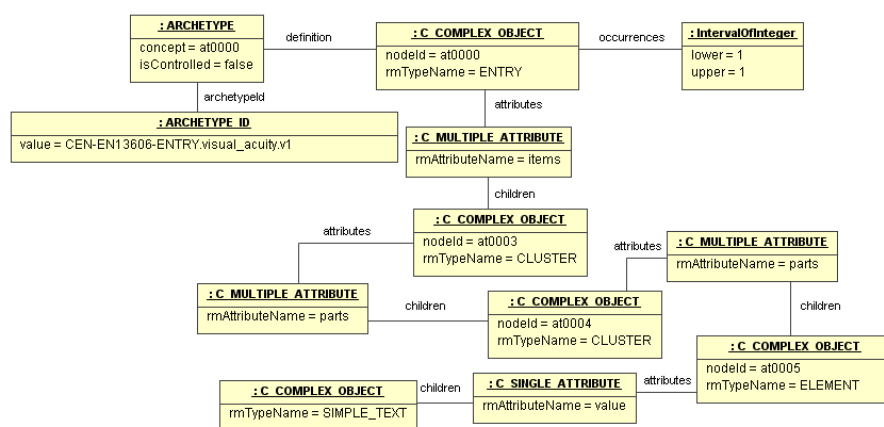 : ARCHETYPE
concept = at0000
isControlled = false
definition
: C_COMPLEX_OBJECT
nodeId = at0000
rmTypeName = ENTRY
occurrences
: IntervalOfInteger
lower = 1
upper = 1
archetypeId
attributes
: ARCHETYPE_ID
value = CEN-EN13606-ENTRY.visual_acuity.v1
: C_MULTIPLE_ATTRIBUTE
rmAttributeName = items
children
: C_COMPLEX_OBJECT
nodeId = at0003
rmTypeName = CLUSTER
attributes
attributes
: C_MULTIPLE_ATTRIBUTE
rmAttributeName = parts
: C_MULTIPLE_ATTRIBUTE
rmAttributeName = parts
children
: C_COMPLEX_OBJECT
nodeId = at0004
rmTypeName = CLUSTER
children
: C_COMPLEX_OBJECT
nodeId = at0005
rmTypeName = ELEMENT
: C_COMPLEX_OBJECT
rmTypeName = SIMPLE_TEXT
children
: C_SINGLE_ATTRIBUTE
rmAttributeName = value
attributes